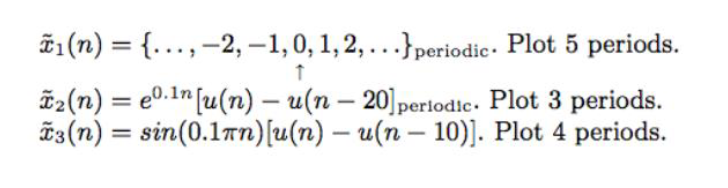 x̃₁(n) = {..., −2, −1, 0, 1, 2, ...}periodic. Plot 5 periods.
↑
x̃₂(n) = e^0.1n[u(n) − u(n − 20]periodic. Plot 3 periods.
x̃₃(n) = sin(0.1πn)[u(n) − u(n − 10)]. Plot 4 periods.